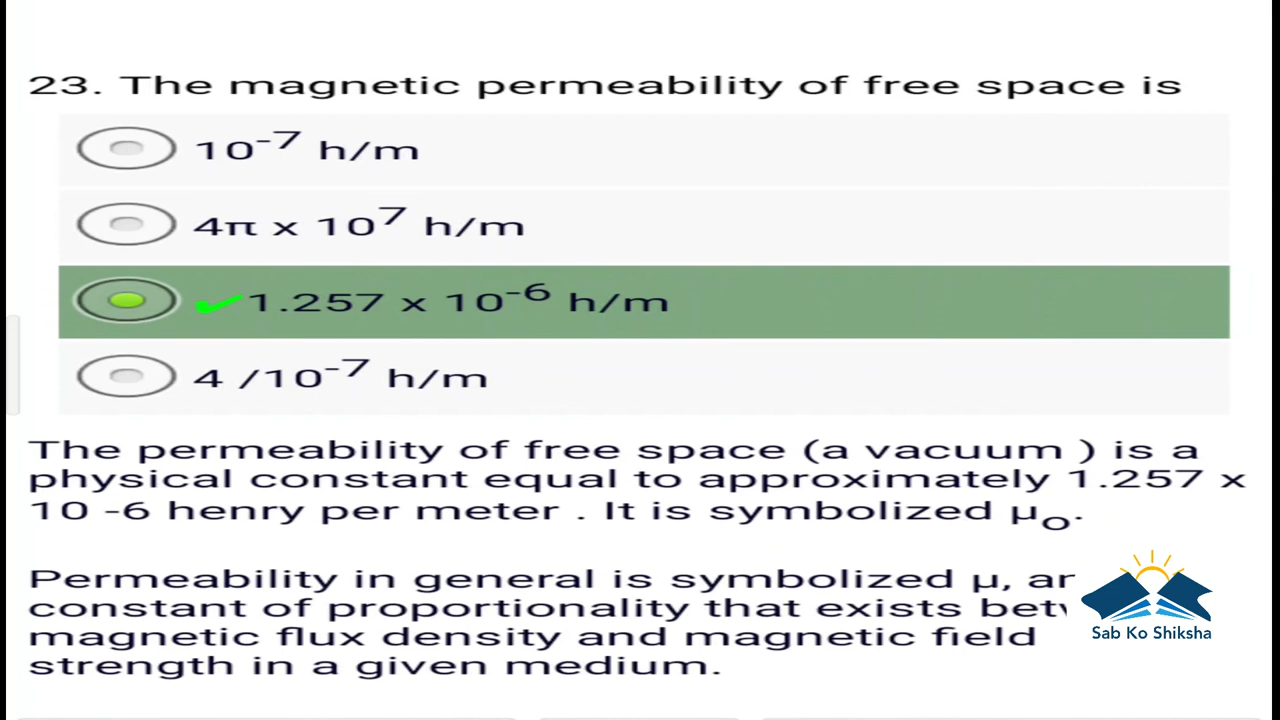 23. The magnetic permeability of free space is
10⁻⁷ h/m
4π x 10⁷ h/m
✔1.257 x 10⁻⁶ h/m
4 /10⁻⁷ h/m
The permeability of free space (a vacuum ) is a
physical constant equal to approximately 1.257 x
10 -6 henry per meter . It is symbolized μₒ.
Permeability in general is symbolized μ,
constant of proportionality that exists
magnetic flux density and magnetic field
strength in a given medium.
Sab Ko Shiksha